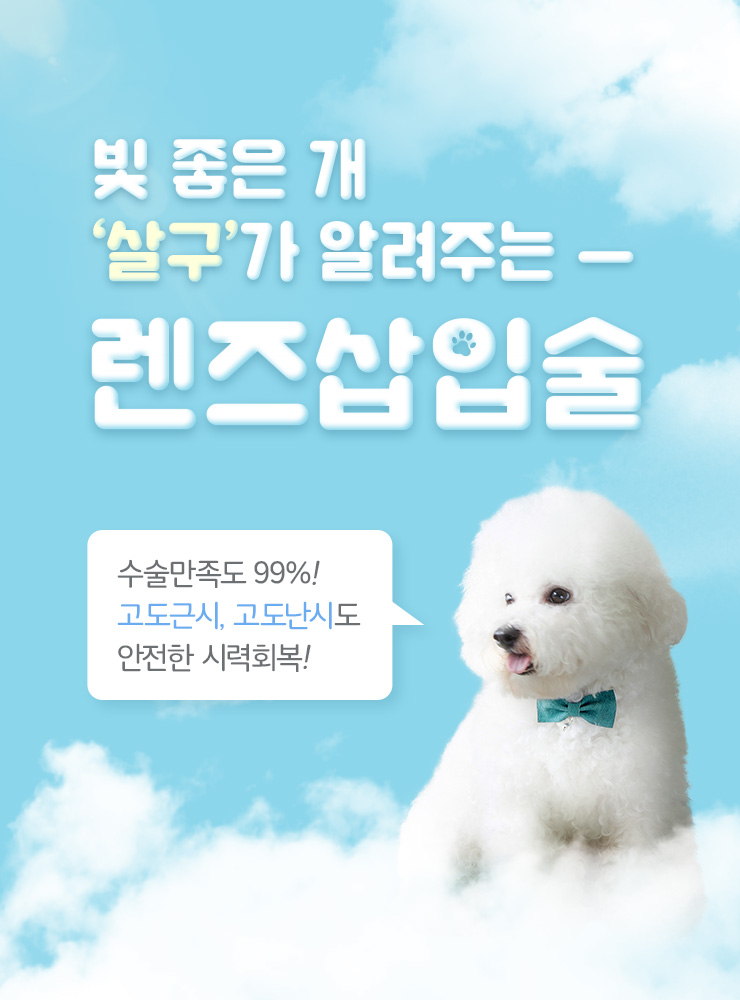 빛 좋은 개
‘살구’가 알려주는 –
렌즈삽입술
수술만족도 99%!
고도근시, 고도난시도
안전한 시력회복!